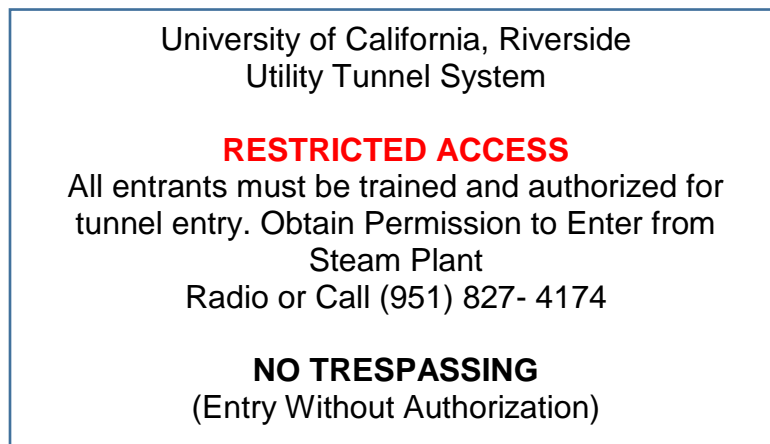 University of California, Riverside
Utility Tunnel System
RESTRICTED ACCESS
All entrants must be trained and authorized for
tunnel entry. Obtain Permission to Enter from
Steam Plant
Radio or Call (951) 827- 4174
NO TRESPASSING
(Entry Without Authorization)